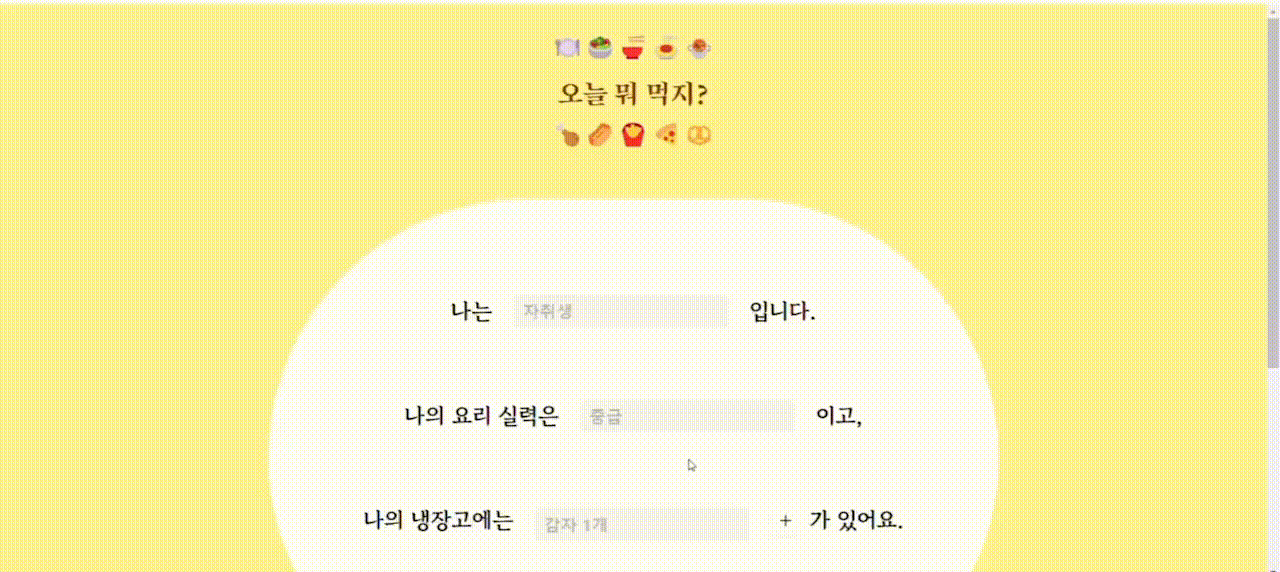 오늘 뭐 먹지?
나는 자취생 입니다.
나의 요리 실력은 중급 이고,
나의 냉장고에는 감자 1개 + 가 있어요.